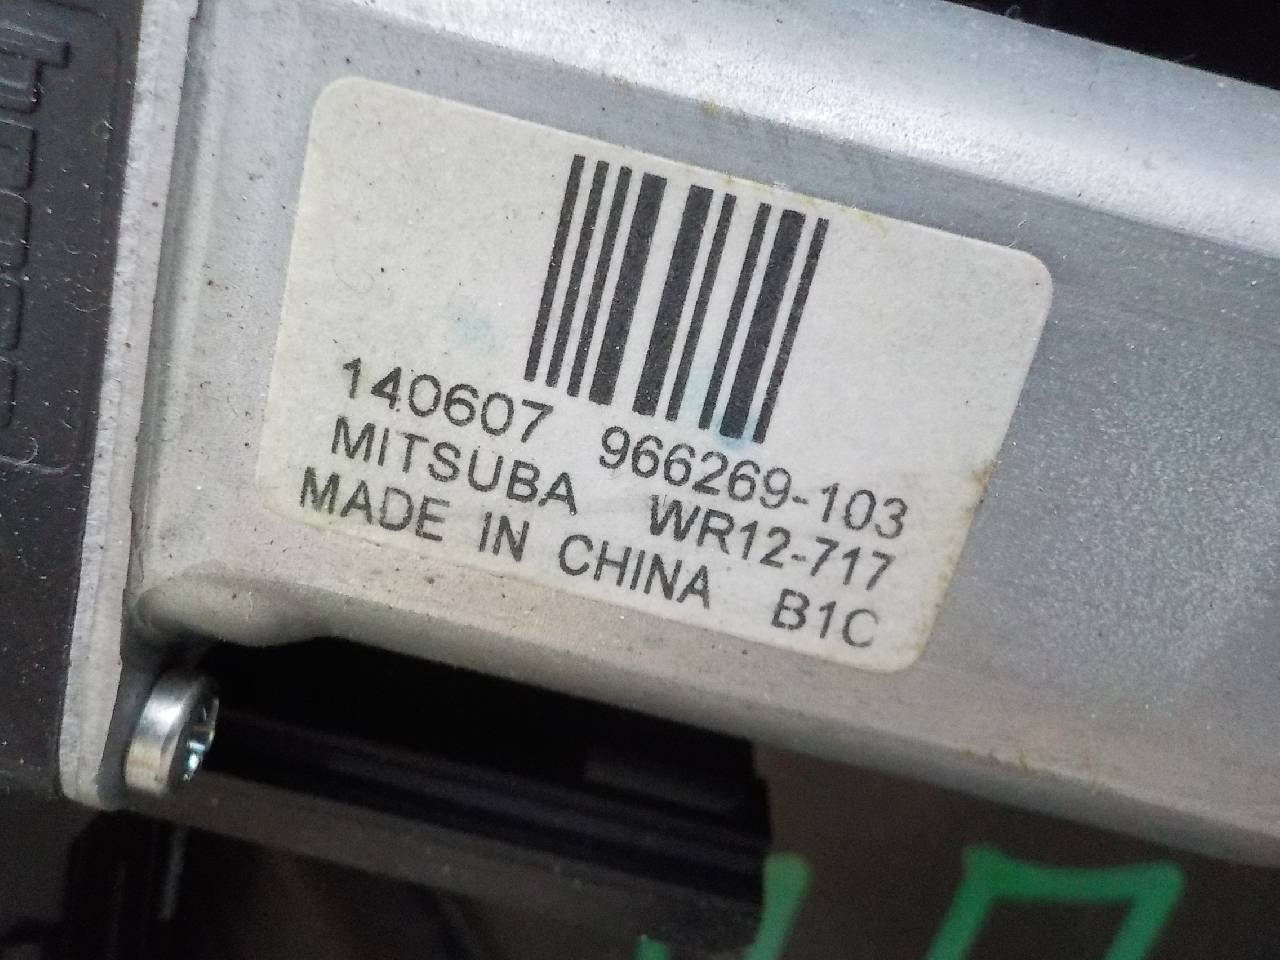 140607 966269-103
MITSUBA WR12-717
MADE IN CHINA B1C